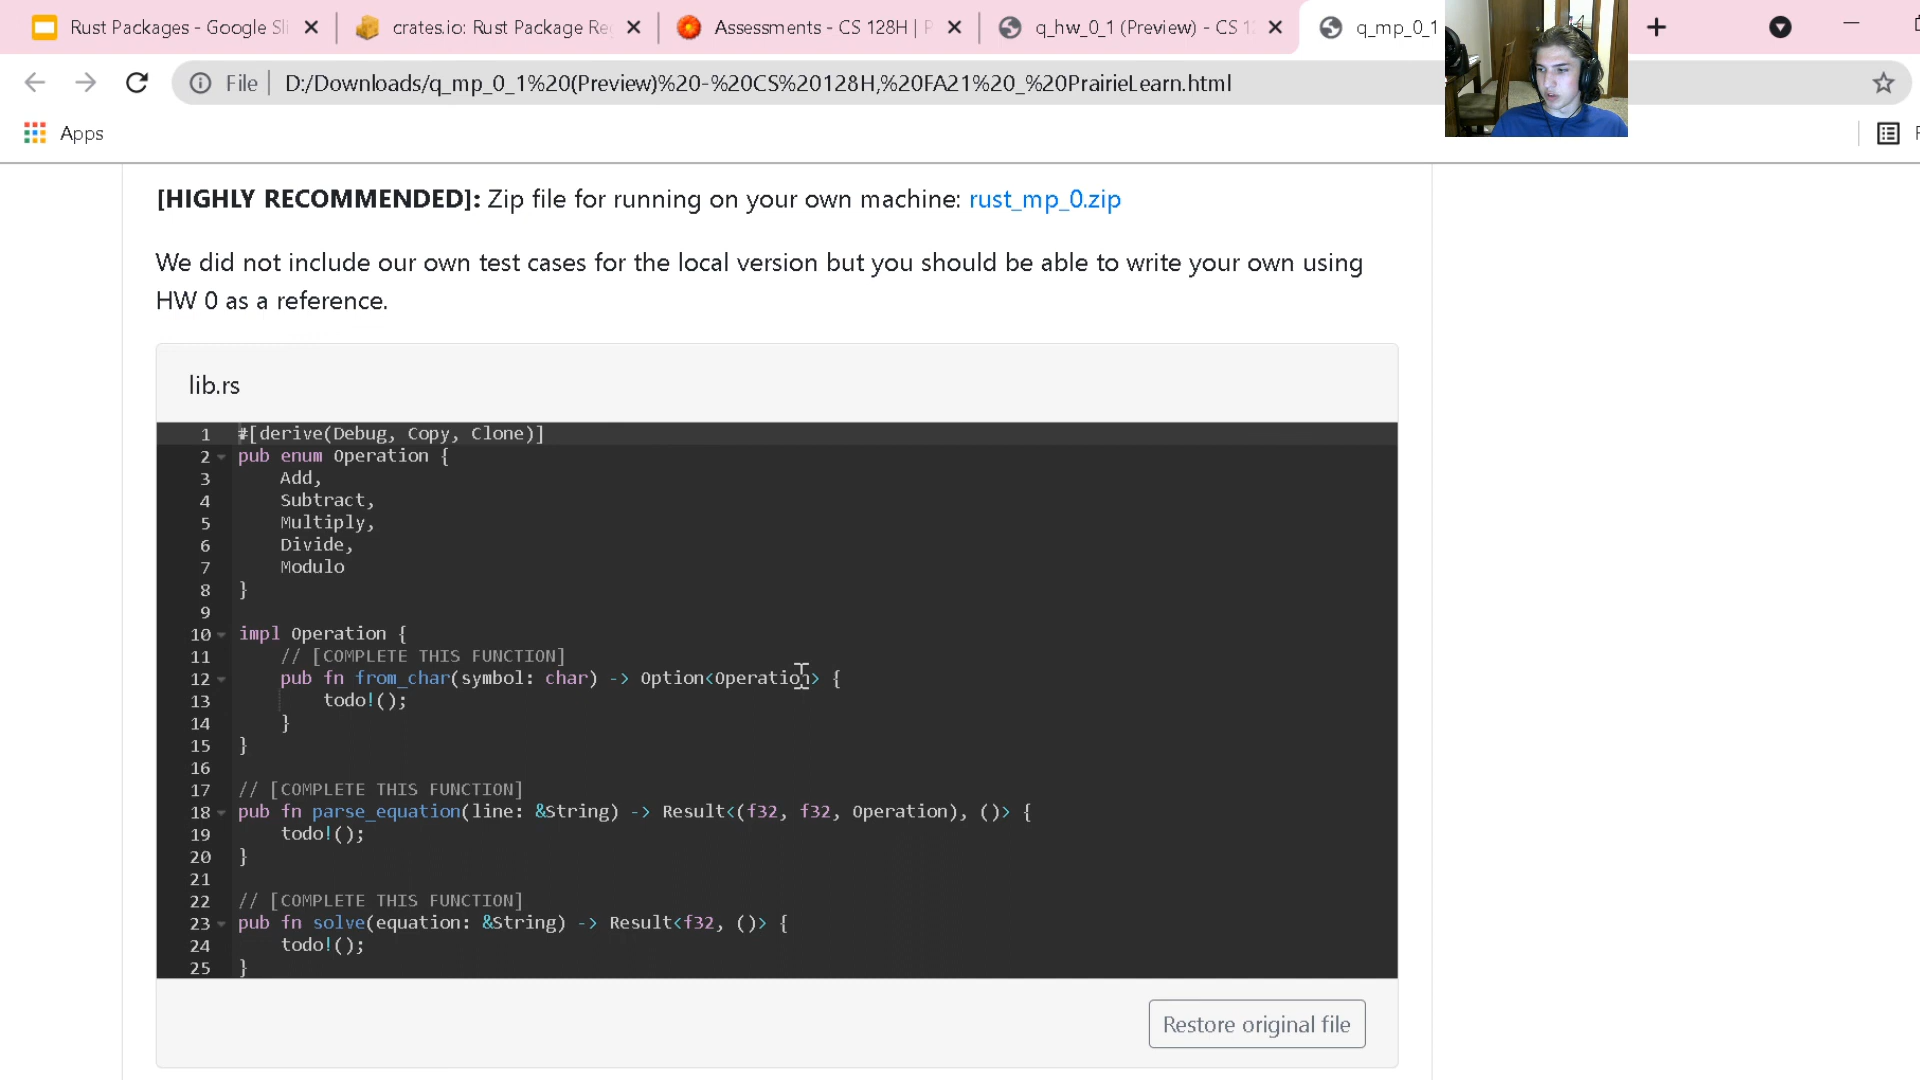 Rust Packages - Google Sli
crates.io: Rust Package Re
Assessments - CS 128H | P
q_hw_0_1 (Preview) - CS 1
q_mp_0_1
File
D:/Downloads/q_mp_0_1%20(Preview)%20-%20CS%20128H,%20FA21%20_%20PrairieLearn.html
Apps
[HIGHLY RECOMMENDED]: Zip file for running on your own machine: rust_mp_0.zip
We did not include our own test cases for the local version but you should be able to write your own using
HW 0 as a reference.
lib.rs
1 #[derive(Debug, Copy, Clone)]
2 pub enum Operation {
3 Add,
4 Subtract,
5 Multiply,
6 Divide,
7 Modulo
8 }
9
10 impl Operation {
11 // [COMPLETE THIS FUNCTION]
12 pub fn from_char(symbol: char) -> Option<Operation> {
13 todo!();
14 }
15 }
16
17 // [COMPLETE THIS FUNCTION]
18 pub fn parse_equation(line: &String) -> Result<(f32, f32, Operation), ()> {
19 todo!();
20 }
21
22 // [COMPLETE THIS FUNCTION]
23 pub fn solve(equation: &String) -> Result<f32, ()> {
24 todo!();
25 }
Restore original file